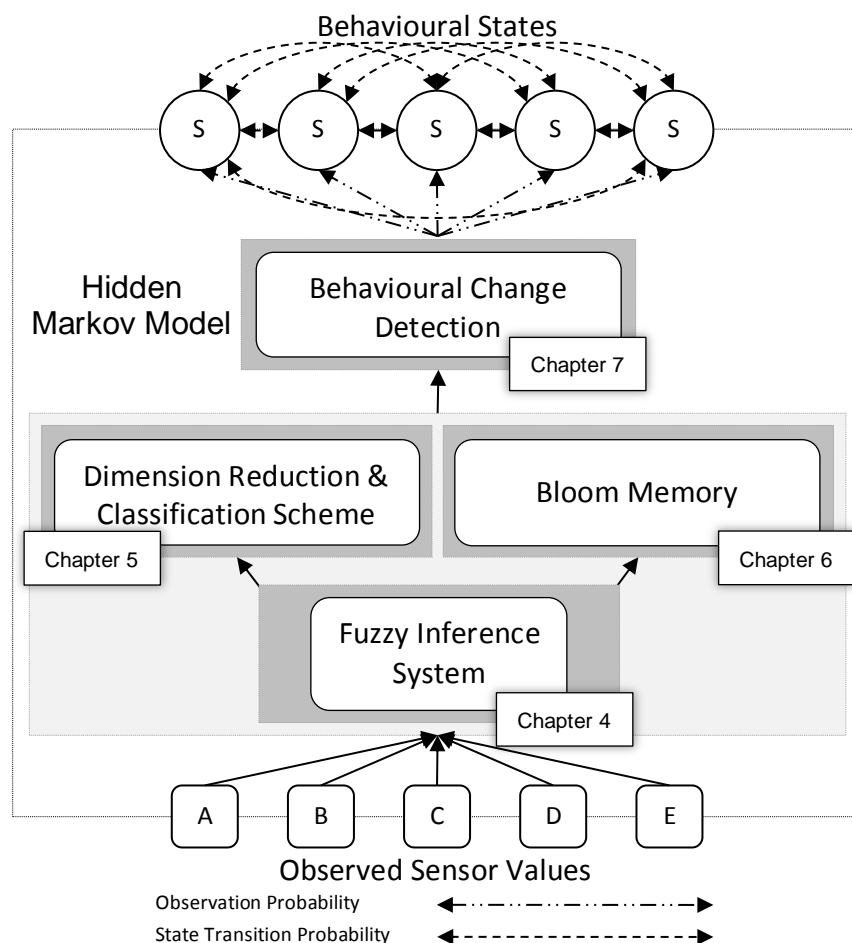 Behavioural States
S S S S S
Hidden
Markov Model
Behavioural Change
Detection
Chapter 7
Dimension Reduction &
Classification Scheme
Chapter 5
Bloom Memory
Chapter 6
Fuzzy Inference
System
Chapter 4
A B C D E
Observed Sensor Values
Observation Probability
State Transition Probability